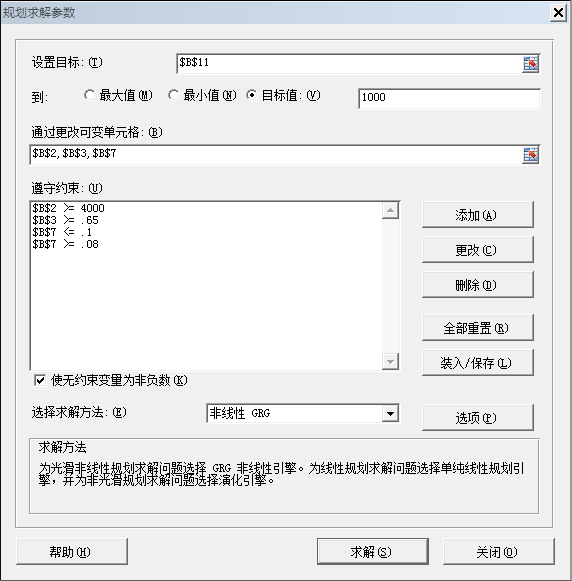 规划求解参数
设置目标:(T)
$B$11
到:
最大值(M)
最小值(N)
目标值:(V)
1000
通过更改可变单元格:(B)
$B$2,$B$3,$B$7
遵守约束:(U)
$B$2 >= 4000
$B$3 >= .65
$B$7 <= .1
$B$7 >= .08
添加(A)
更改(C)
删除(D)
全部重置(R)
装入/保存(L)
使无约束变量为非负数(K)
选择求解方法:(E)
非线性 GRG
选项(P)
求解方法
为光滑非线性规划求解问题选择 GRG 非线性引擎。为线性规划求解问题选择单纯线性规划引
擎，并为非光滑规划求解问题选择演化引擎。
帮助(H)
求解(S)
关闭(O)